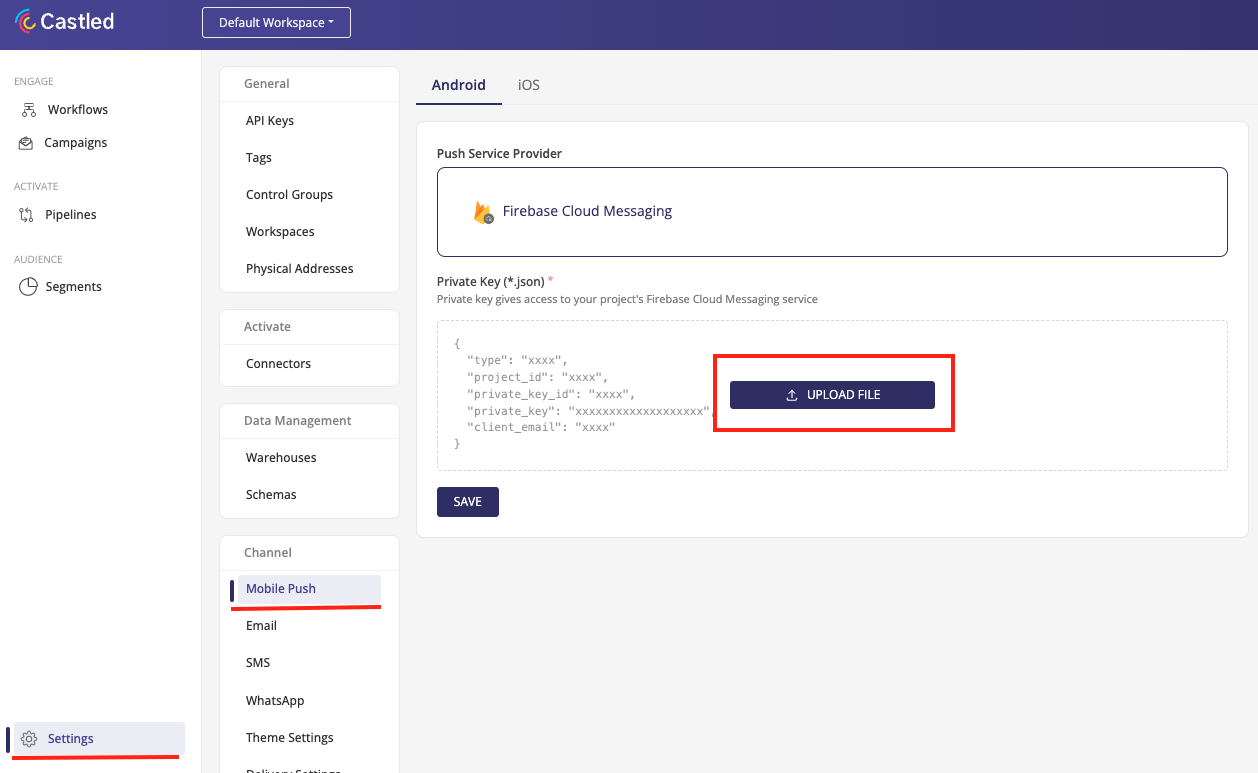 Castled
Default Workspace
ENGAGE
Workflows
Campaigns
ACTIVATE
Pipelines
AUDIENCE
Segments
Settings
General
API Keys
Tags
Control Groups
Workspaces
Physical Addresses
Activate
Connectors
Data Management
Warehouses
Schemas
Channel
Mobile Push
Email
SMS
WhatsApp
Theme Settings
Delivery Settings
Android iOS
Push Service Provider
Firebase Cloud Messaging
Private Key (*.json) *
Private key gives access to your project's Firebase Cloud Messaging service
{
"type": "xxxx",
"project_id": "xxxx",
"private_key_id": "xxxx",
"private_key": "xxxxxxxxxxxxxxxxxxx",
"client_email": "xxxx"
}
UPLOAD FILE
SAVE